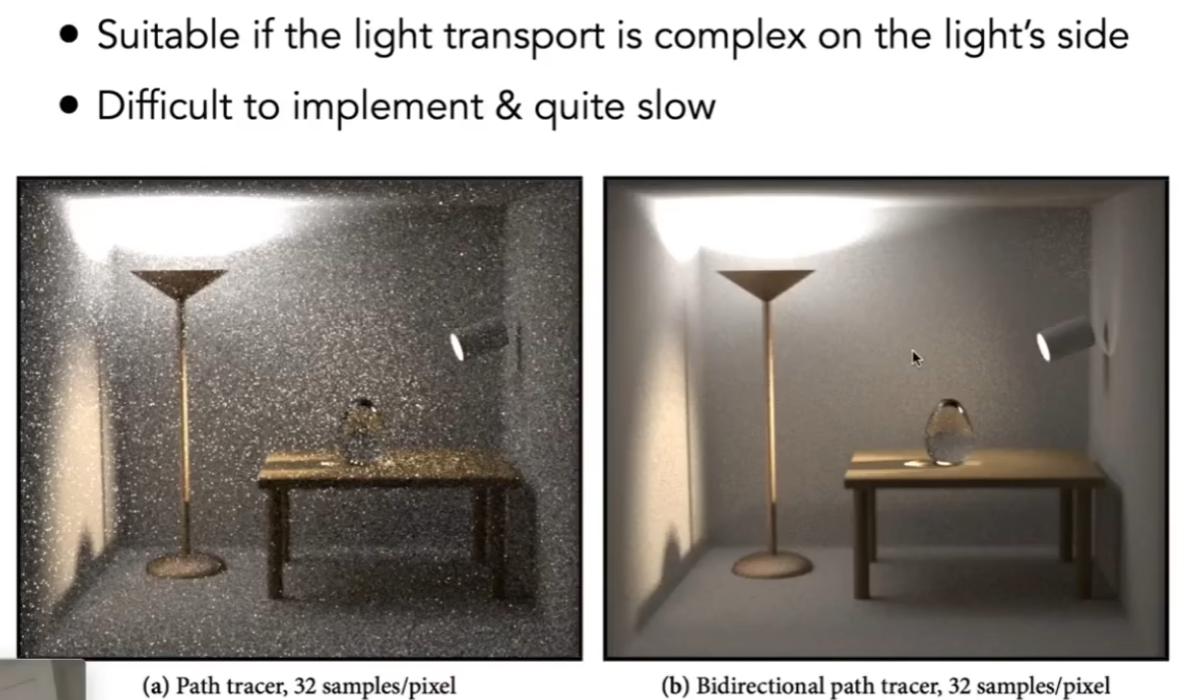 • Suitable if the light transport is complex on the light’s side
• Difficult to implement & quite slow
(a) Path tracer, 32 samples/pixel
(b) Bidirectional path tracer, 32 samples/pixel